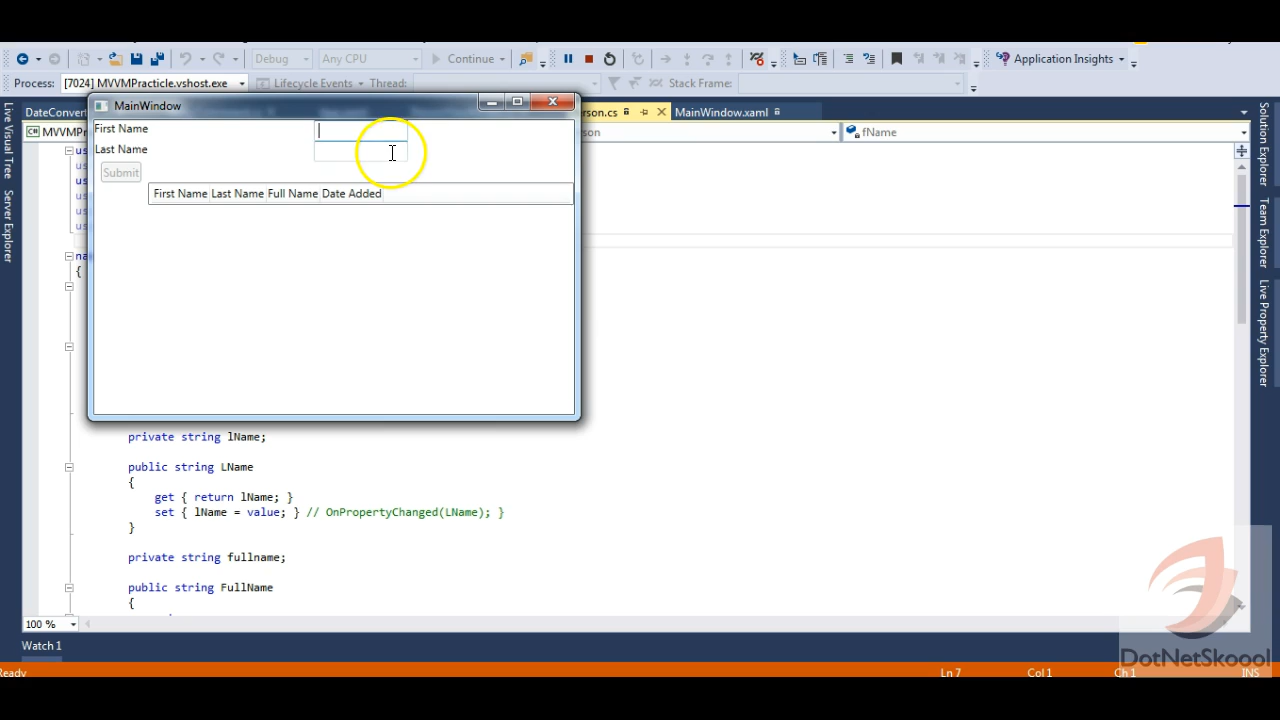 Debug Any CPU Continue Application Insights
Process: [7024] MVVMPracticle.vshost.exe Lifecycle Events Thread: Stack Frame:
MainWindow
First Name
Last Name
Submit
First Name Last Name Full Name Date Added
MainWindow.xaml
fName
private string lName;
public string LName
{
get { return lName; }
set { lName = value; } // OnPropertyChanged(LName); }
}
private string fullname;
public string FullName
{
100 %
Watch 1
Ready Ln 7 Col 1 Ch 1 INS
Live Visual Tree
Server Explorer
Solution Explorer
Team Explorer
Live Property Explorer
DotNetSkoool